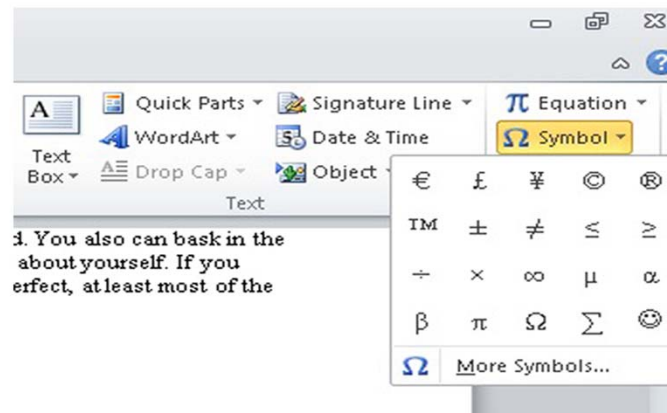 Quick Parts
Signature Line
π Equation
WordArt
Date & Time
Ω Symbol
Text
Box
Drop Cap
Object
Text
€ £ ¥ © ®
™ ± ≠ ≤ ≥
÷ × ∞ µ α
β π Ω ∑ ☺
Ω More Symbols...
d. You also can bask in the
about yourself. If you
erfect, at least most of the